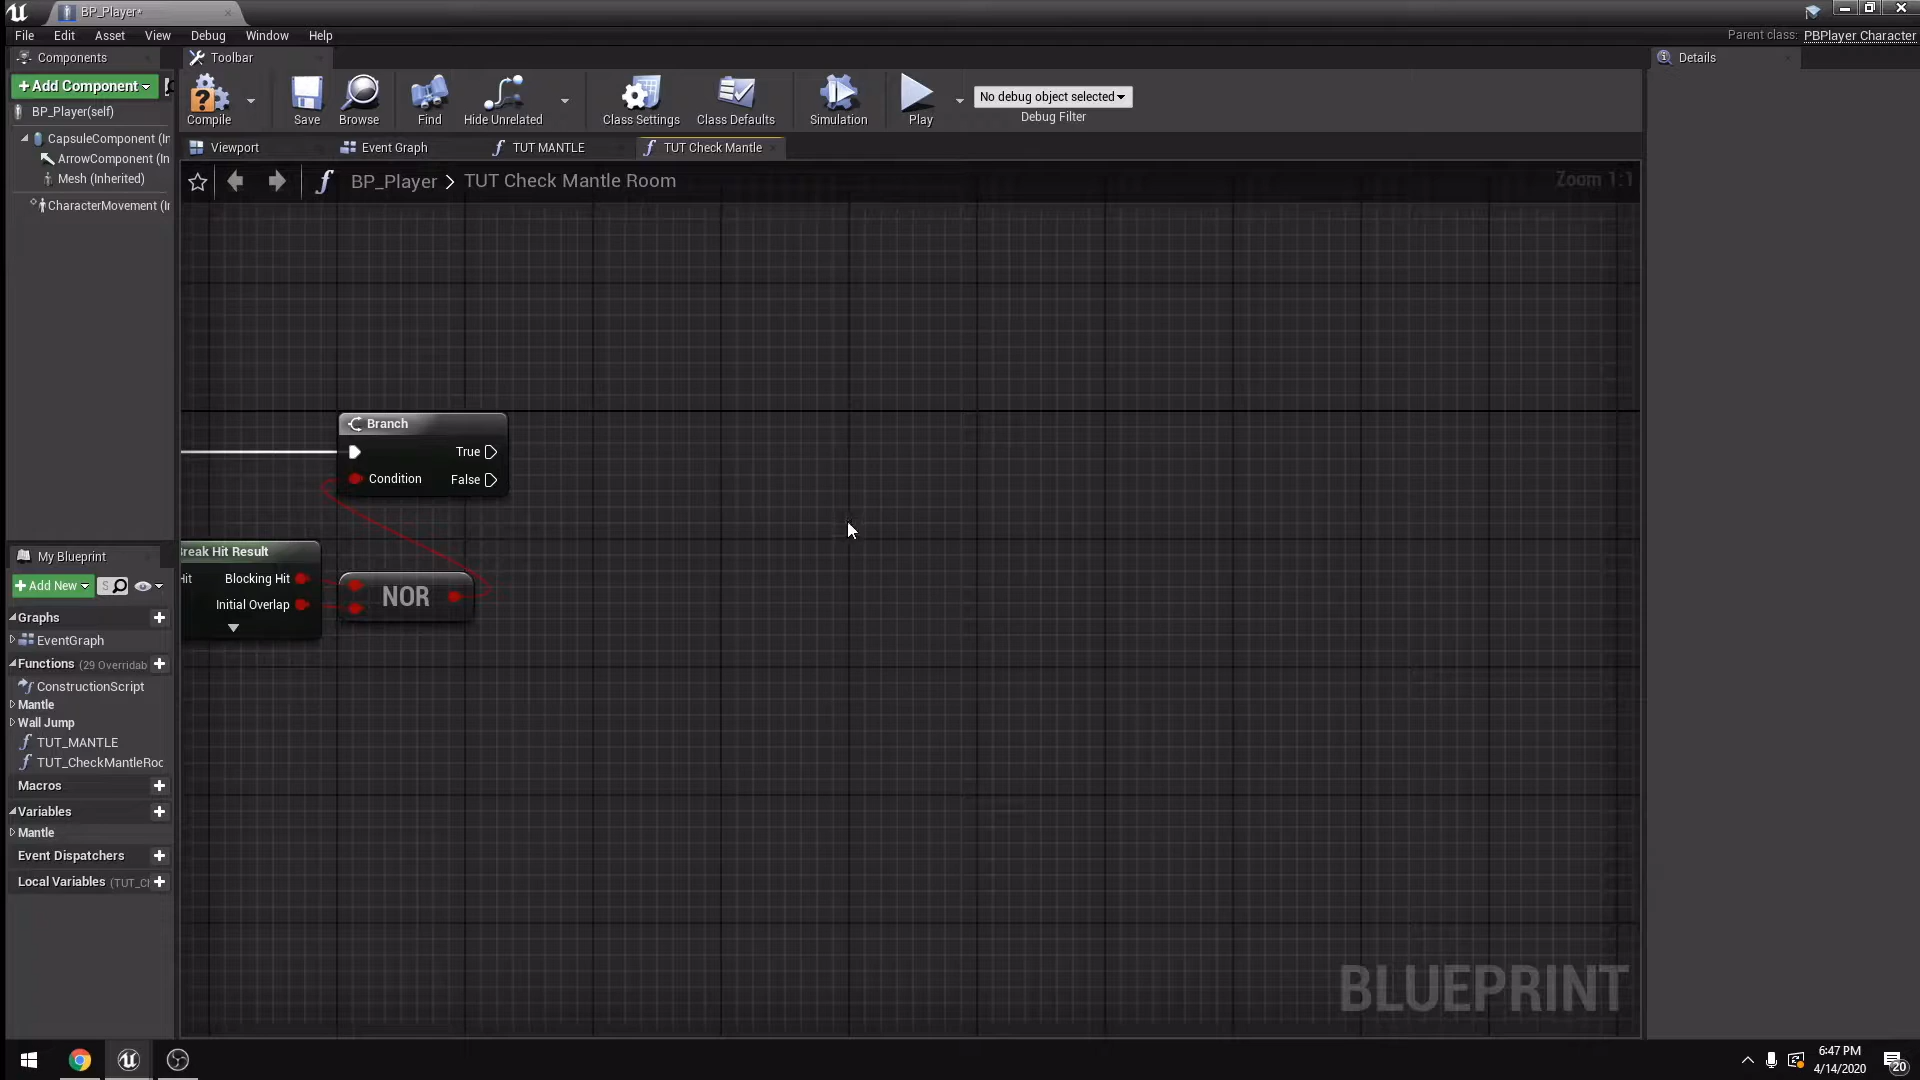 BP_Player*
File Edit Asset View Debug Window Help
Parent class: PBPlayer Character
Components
Toolbar
Details
+Add Component
Compile
Save
Browse
Find
Hide Unrelated
Class Settings
Class Defaults
Simulation
Play
No debug object selected
Debug Filter
BP_Player(self)
CapsuleComponent (In
ArrowComponent (In
Mesh (Inherited)
CharacterMovement (In
Viewport
Event Graph
TUT MANTLE
TUT Check Mantle
BP_Player > TUT Check Mantle Room
Zoom 1:1
Branch
True
Condition
False
Break Hit Result
Hit
Blocking Hit
Initial Overlap
NOR
My Blueprint
+Add New
S
Graphs
EventGraph
Functions (29 Overridab
ConstructionScript
Mantle
Wall Jump
TUT_MANTLE
TUT_CheckMantleRoo
Macros
Variables
Mantle
Event Dispatchers
Local Variables (TUT_Ch
BLUEPRINT
6:47 PM
4/14/2020
20